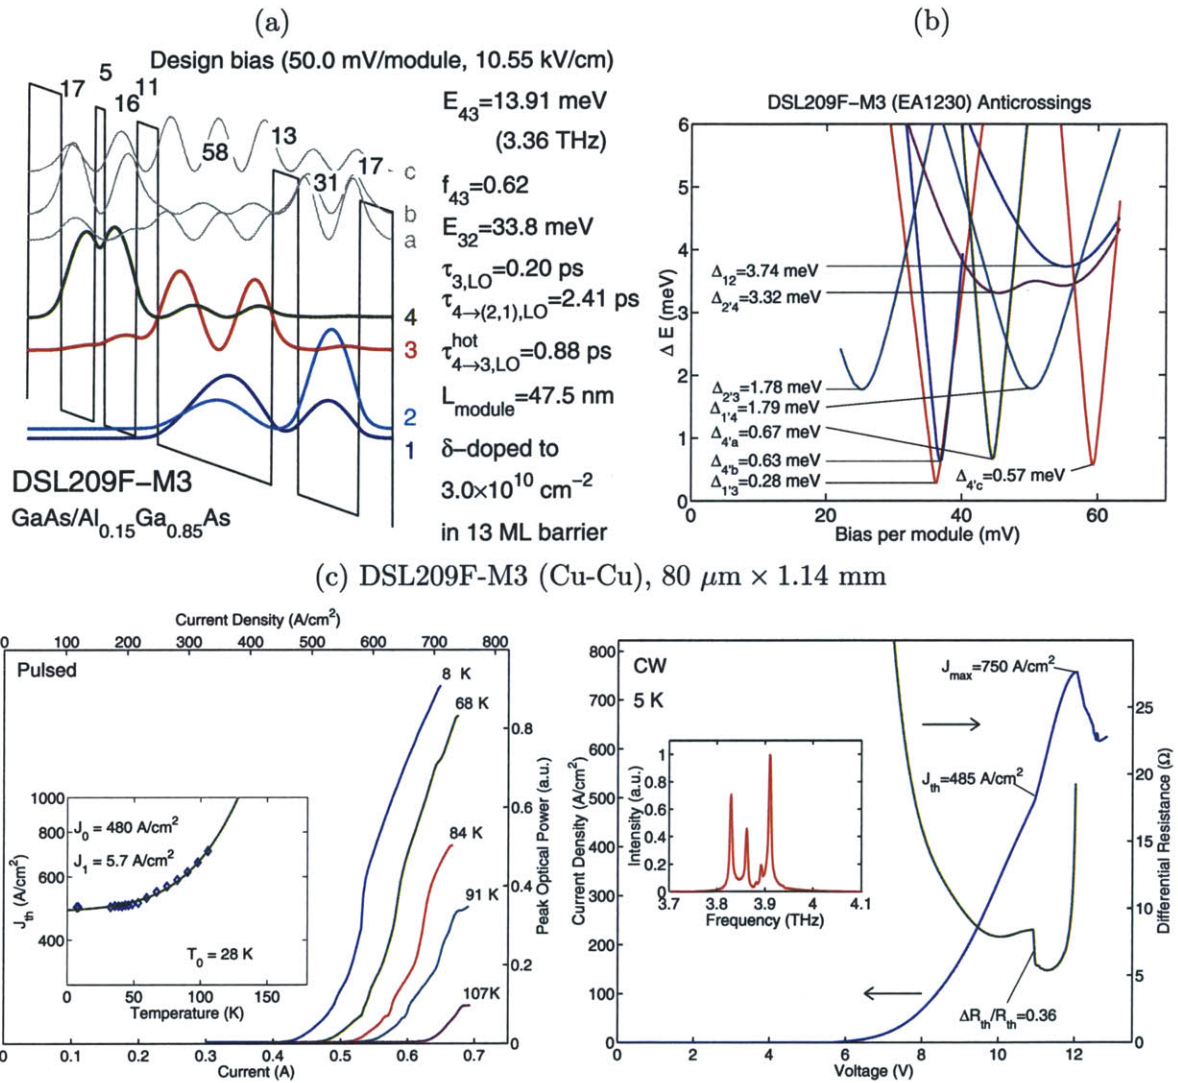 (a)
Design bias (50.0 mV/module, 10.55 kV/cm)
17
5
16
11
58
13
31
17
c
b
a
4
3
2
1
E43=13.91 meV
(3.36 THz)
f43=0.62
E32=33.8 meV
τ3,LO=0.20 ps
τ4→(2,1),LO=2.41 ps
τ^hot 4→3,LO=0.88 ps
Lmodule=47.5 nm
δ–doped to
3.0×10^10 cm^−2
in 13 ML barrier
DSL209F–M3
GaAs/Al0.15Ga0.85As
(b)
DSL209F–M3 (EA1230) Anticrossings
6
5
4
3
2
1
0
Δ E (meV)
Δ12=3.74 meV
Δ2'4=3.32 meV
Δ2'3=1.78 meV
Δ1'4=1.79 meV
Δ4'a=0.67 meV
Δ4'b=0.63 meV
Δ1'3=0.28 meV
Δ4'c=0.57 meV
0
20
40
60
Bias per module (mV)
(c) DSL209F-M3 (Cu-Cu), 80 μm × 1.14 mm
Current Density (A/cm²)
0 100 200 300 400 500 600 700 800
Pulsed
8 K
68 K
84 K
91 K
107K
0.8
0.6
0.4
0.2
0
Peak Optical Power (a.u.)
1000
800
600
400
Jth (A/cm²)
J0 = 480 A/cm²
J1 = 5.7 A/cm²
T0 = 28 K
0 50 100 150
Temperature (K)
0 0.1 0.2 0.3 0.4 0.5 0.6 0.7
Current (A)
CW
5 K
800
700
600
500
400
300
200
100
0
Current Density (A/cm²)
Jmax=750 A/cm²
Jth=485 A/cm²
ΔRth/Rth=0.36
1
0.8
0.6
0.4
0.2
0
Intensity (a.u.)
3.7 3.8 3.9 4 4.1
Frequency (THz)
25
20
15
10
5
0
Differential Resistance (Ω)
0 2 4 6 8 10 12
Voltage (V)